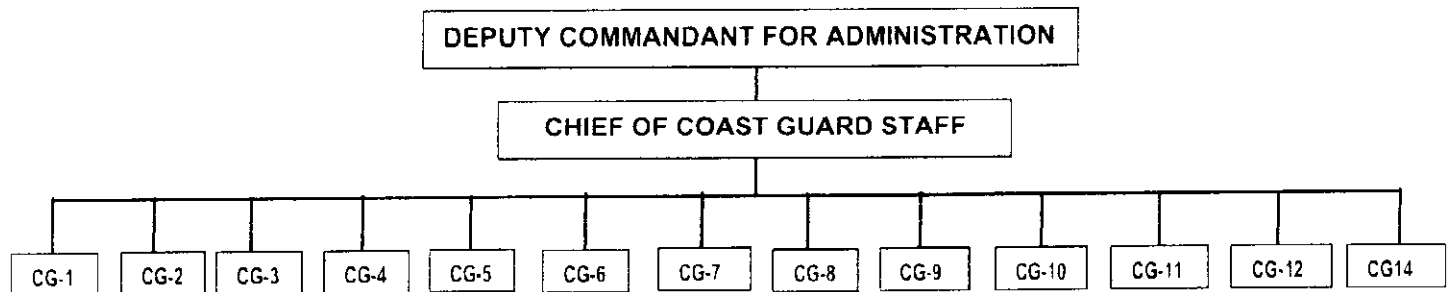 DEPUTY COMMANDANT FOR ADMINISTRATION
CHIEF OF COAST GUARD STAFF
CG-1 CG-2 CG-3 CG-4 CG-5 CG-6 CG-7 CG-8 CG-9 CG-10 CG-11 CG-12 CG14